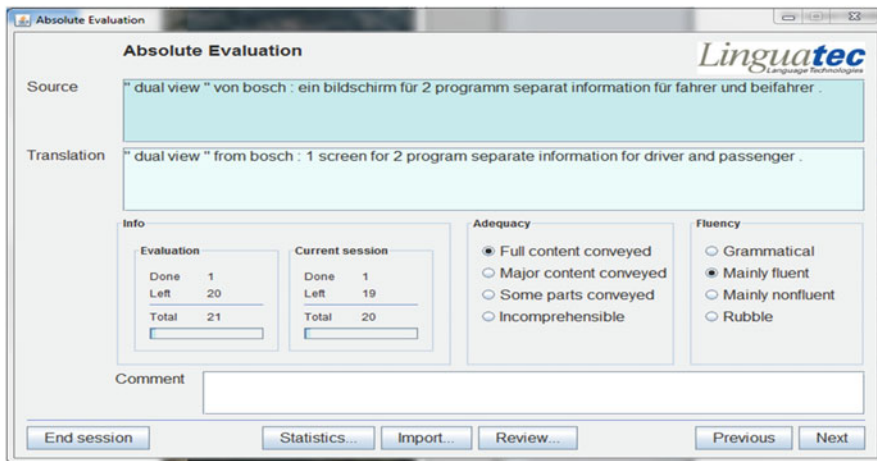 Absolute Evaluation
Absolute Evaluation
Linguatec
Language Technologies
Source
" dual view " von bosch : ein bildschirm für 2 programm separat information für fahrer und beifahrer .
Translation
" dual view " from bosch : 1 screen for 2 program separate information for driver and passenger .
Info
Evaluation
Done 1
Left 20
Total 21
Current session
Done 1
Left 19
Total 20
Adequacy
Full content conveyed
Major content conveyed
Some parts conveyed
Incomprehensible
Fluency
Grammatical
Mainly fluent
Mainly nonfluent
Rubble
Comment
End session Statistics... Import... Review... Previous Next